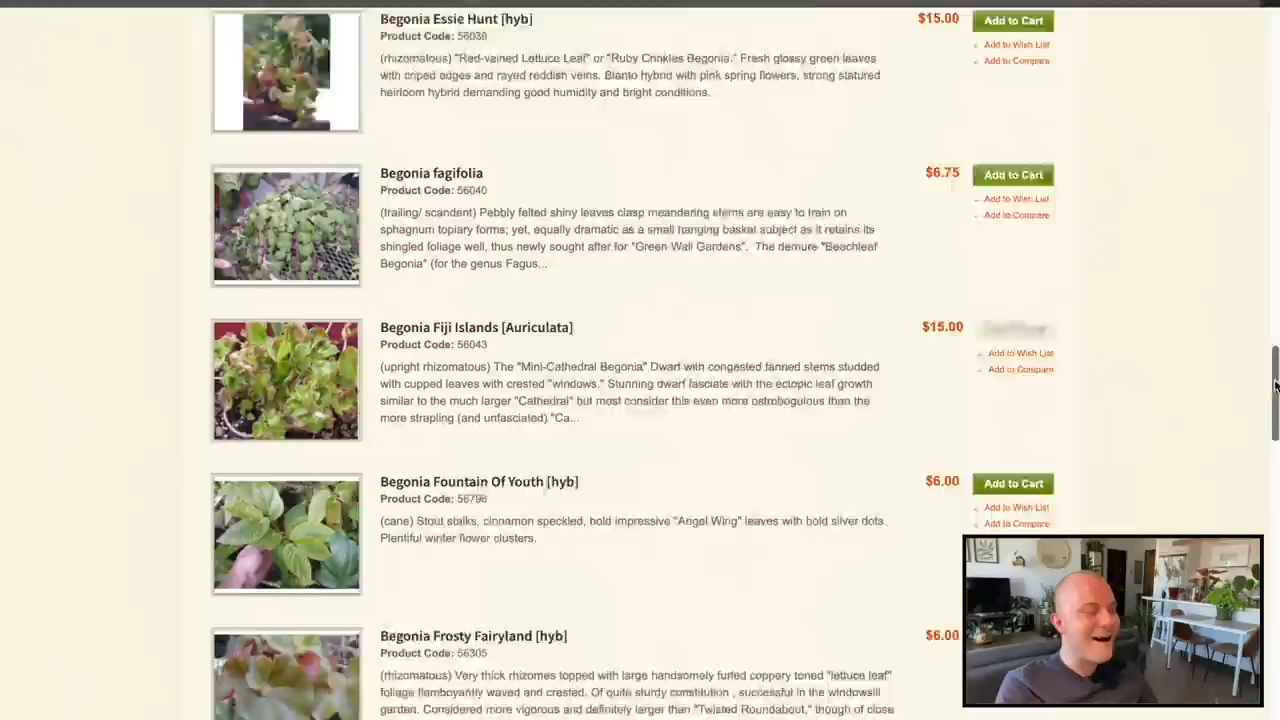 Begonia Essie Hunt [hyb]
$15.00
Add to Cart
Product Code: 56039
Add to Wish List
(rhizomatous) "Red-veined Lettuce Leaf" or "Ruby Crinkles Begonia." Fresh glossy green leaves
Add to Compare
with criped edges and rayed reddish veins. Bianto hybrid with pink spring flowers, strong statured
heirloom hybrid demanding good humidity and bright conditions.
Begonia fagifolia
$6.75
Add to Cart
Product Code: 56040
Add to Wish List
(trailing/ scandent) Pebbly felted shiny leaves clasp meandering stems are easy to train on
Add to Compare
sphagnum topiary forms; yet, equally dramatic as a small hanging basket subject as it retains its
shingled foliage well, thus newly sought after for "Green Wall Gardens". The demure "Beechleaf
Begonia" (for the genus Fagus...
Begonia Fiji Islands [Auriculata]
$15.00
Product Code: 56043
Add to Wish List
(upright rhizomatous) The "Mini-Cathedral Begonia" Dwarf with congested fanned stems studded
Add to Compare
with cupped leaves with crested "windows." Stunning dwarf fasciate with the ectopic leaf growth
similar to the much larger "Cathedral" but most consider this even more ostrobogulous than the
more strapling (and unfasciated) "Ca...
Begonia Fountain Of Youth [hyb]
$6.00
Add to Cart
Product Code: 56796
Add to Wish List
(cane) Stout stalks, cinnamon speckled, hold impressive "Angel Wing" leaves with bold silver dots.
Add to Compare
Plentiful winter flower clusters.
Begonia Frosty Fairyland [hyb]
$6.00
Product Code: 56305
(rhizomatous) Very thick rhizomes topped with large handsomely furled coppery toned "lettuce leaf"
foliage flamboyantly waved and crested. Of quite sturdy constitution , successful in the windowsill
garden. Considered more vigorous and definitely larger than "Twisted Roundabout," though of close